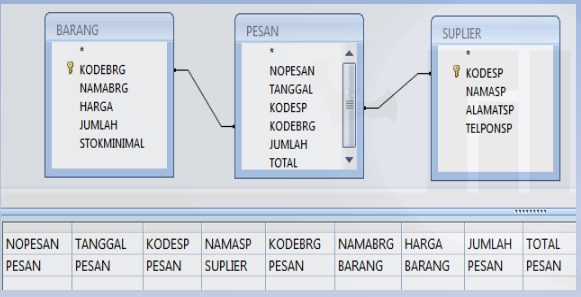 BARANG
*
KODEBRG
NAMABRG
HARGA
JUMLAH
STOKMINIMAL
PESAN
*
NOPESAN
TANGGAL
KODESP
KODEBRG
JUMLAH
TOTAL
SUPLIER
*
KODESP
NAMASP
ALAMATSP
TELPONSP
NOPESAN TANGGAL KODESP NAMASP KODEBRG NAMABRG HARGA JUMLAH TOTAL
PESAN PESAN PESAN SUPLIER PESAN BARANG BARANG PESAN PESAN